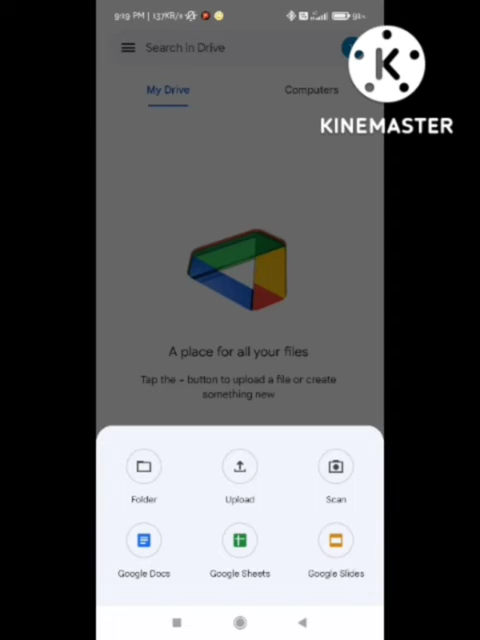 9:19 PM | 137KB/s
91%
Search in Drive
K
KINEMASTER
My Drive
Computers
A place for all your files
Tap the + button to upload a file or create
something new
Folder
Upload
Scan
Google Docs
Google Sheets
Google Slides